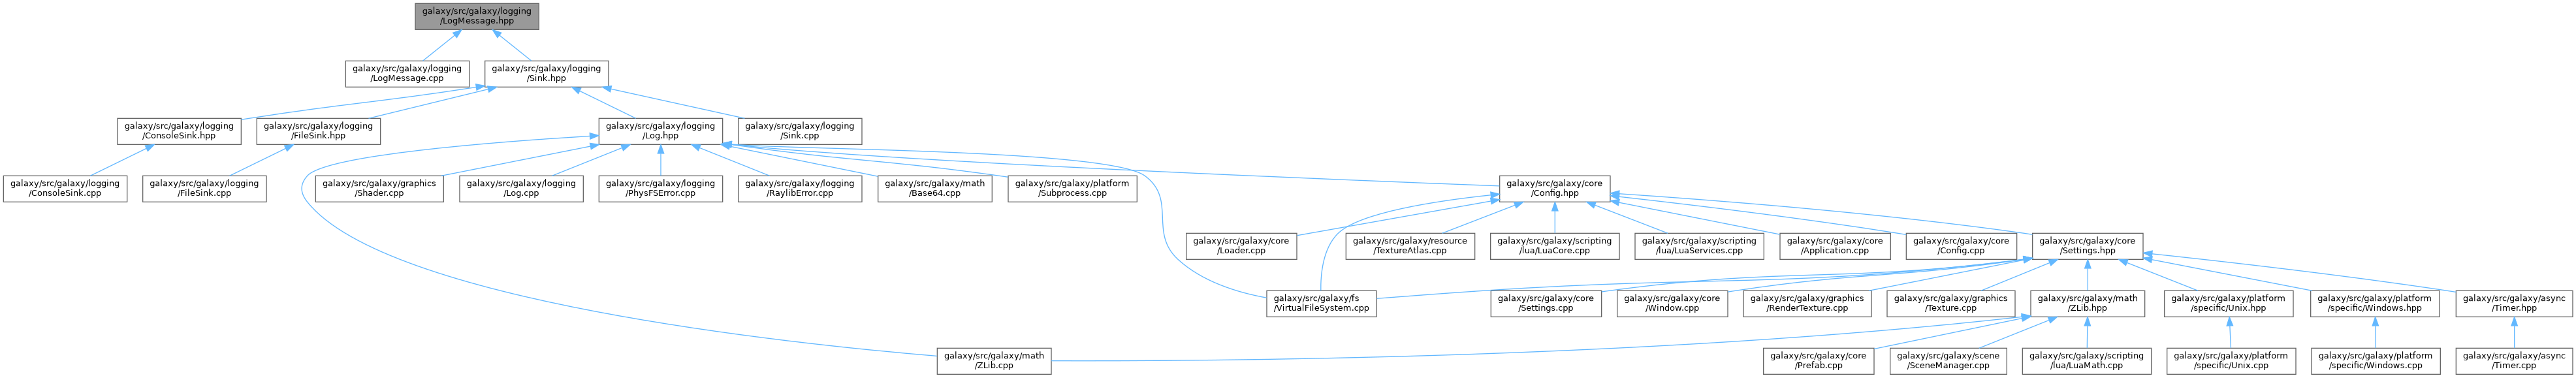 galaxy/src/galaxy/logging
/LogMessage.hpp
galaxy/src/galaxy/logging
/LogMessage.cpp
galaxy/src/galaxy/logging
/Sink.hpp
galaxy/src/galaxy/logging
/ConsoleSink.hpp
galaxy/src/galaxy/logging
/FileSink.hpp
galaxy/src/galaxy/logging
/Log.hpp
galaxy/src/galaxy/logging
/Sink.cpp
galaxy/src/galaxy/logging
/ConsoleSink.cpp
galaxy/src/galaxy/logging
/FileSink.cpp
galaxy/src/galaxy/graphics
/Shader.cpp
galaxy/src/galaxy/logging
/Log.cpp
galaxy/src/galaxy/logging
/PhysFSError.cpp
galaxy/src/galaxy/logging
/RaylibError.cpp
galaxy/src/galaxy/math
/Base64.cpp
galaxy/src/galaxy/platform
/Subprocess.cpp
galaxy/src/galaxy/core
/Config.hpp
galaxy/src/galaxy/core
/Loader.cpp
galaxy/src/galaxy/resource
/TextureAtlas.cpp
galaxy/src/galaxy/scripting
/lua/LuaCore.cpp
galaxy/src/galaxy/scripting
/lua/LuaServices.cpp
galaxy/src/galaxy/core
/Application.cpp
galaxy/src/galaxy/core
/Config.cpp
galaxy/src/galaxy/core
/Settings.hpp
galaxy/src/galaxy/fs
/VirtualFileSystem.cpp
galaxy/src/galaxy/core
/Settings.cpp
galaxy/src/galaxy/core
/Window.cpp
galaxy/src/galaxy/graphics
/RenderTexture.cpp
galaxy/src/galaxy/graphics
/Texture.cpp
galaxy/src/galaxy/math
/ZLib.hpp
galaxy/src/galaxy/platform
/specific/Unix.hpp
galaxy/src/galaxy/platform
/specific/Windows.hpp
galaxy/src/galaxy/async
/Timer.hpp
galaxy/src/galaxy/math
/ZLib.cpp
galaxy/src/galaxy/core
/Prefab.cpp
galaxy/src/galaxy/scene
/SceneManager.cpp
galaxy/src/galaxy/scripting
/lua/LuaMath.cpp
galaxy/src/galaxy/platform
/specific/Unix.cpp
galaxy/src/galaxy/platform
/specific/Windows.cpp
galaxy/src/galaxy/async
/Timer.cpp